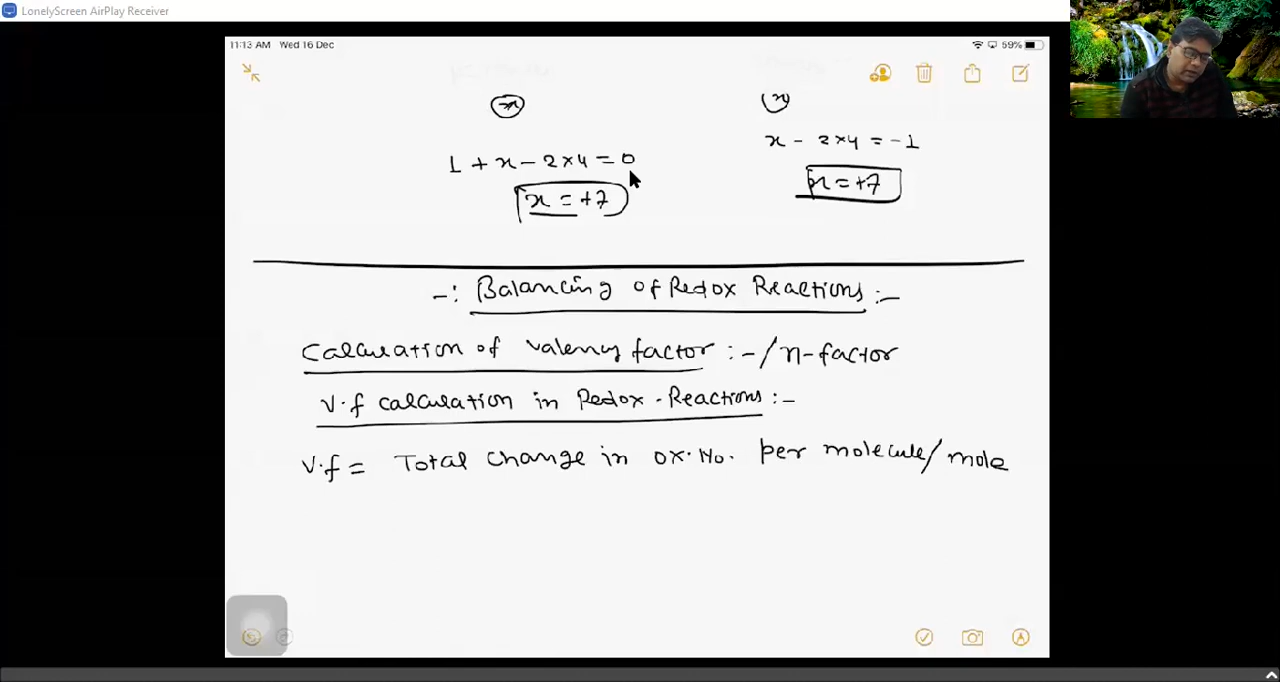 LonelyScreen AirPlay Receiver
11:13 AM Wed 16 Dec
59%
x
x
1 + x - 2×4 = 0
x - 2×4 = -1
x = +7
x = +7
-: Balancing of Redox Reactions :-
Calculation of Valency factor :- / n-factor
V.f calculation in Redox-Reactions :-
V.f = Total change in ox.No. per molecule/mole